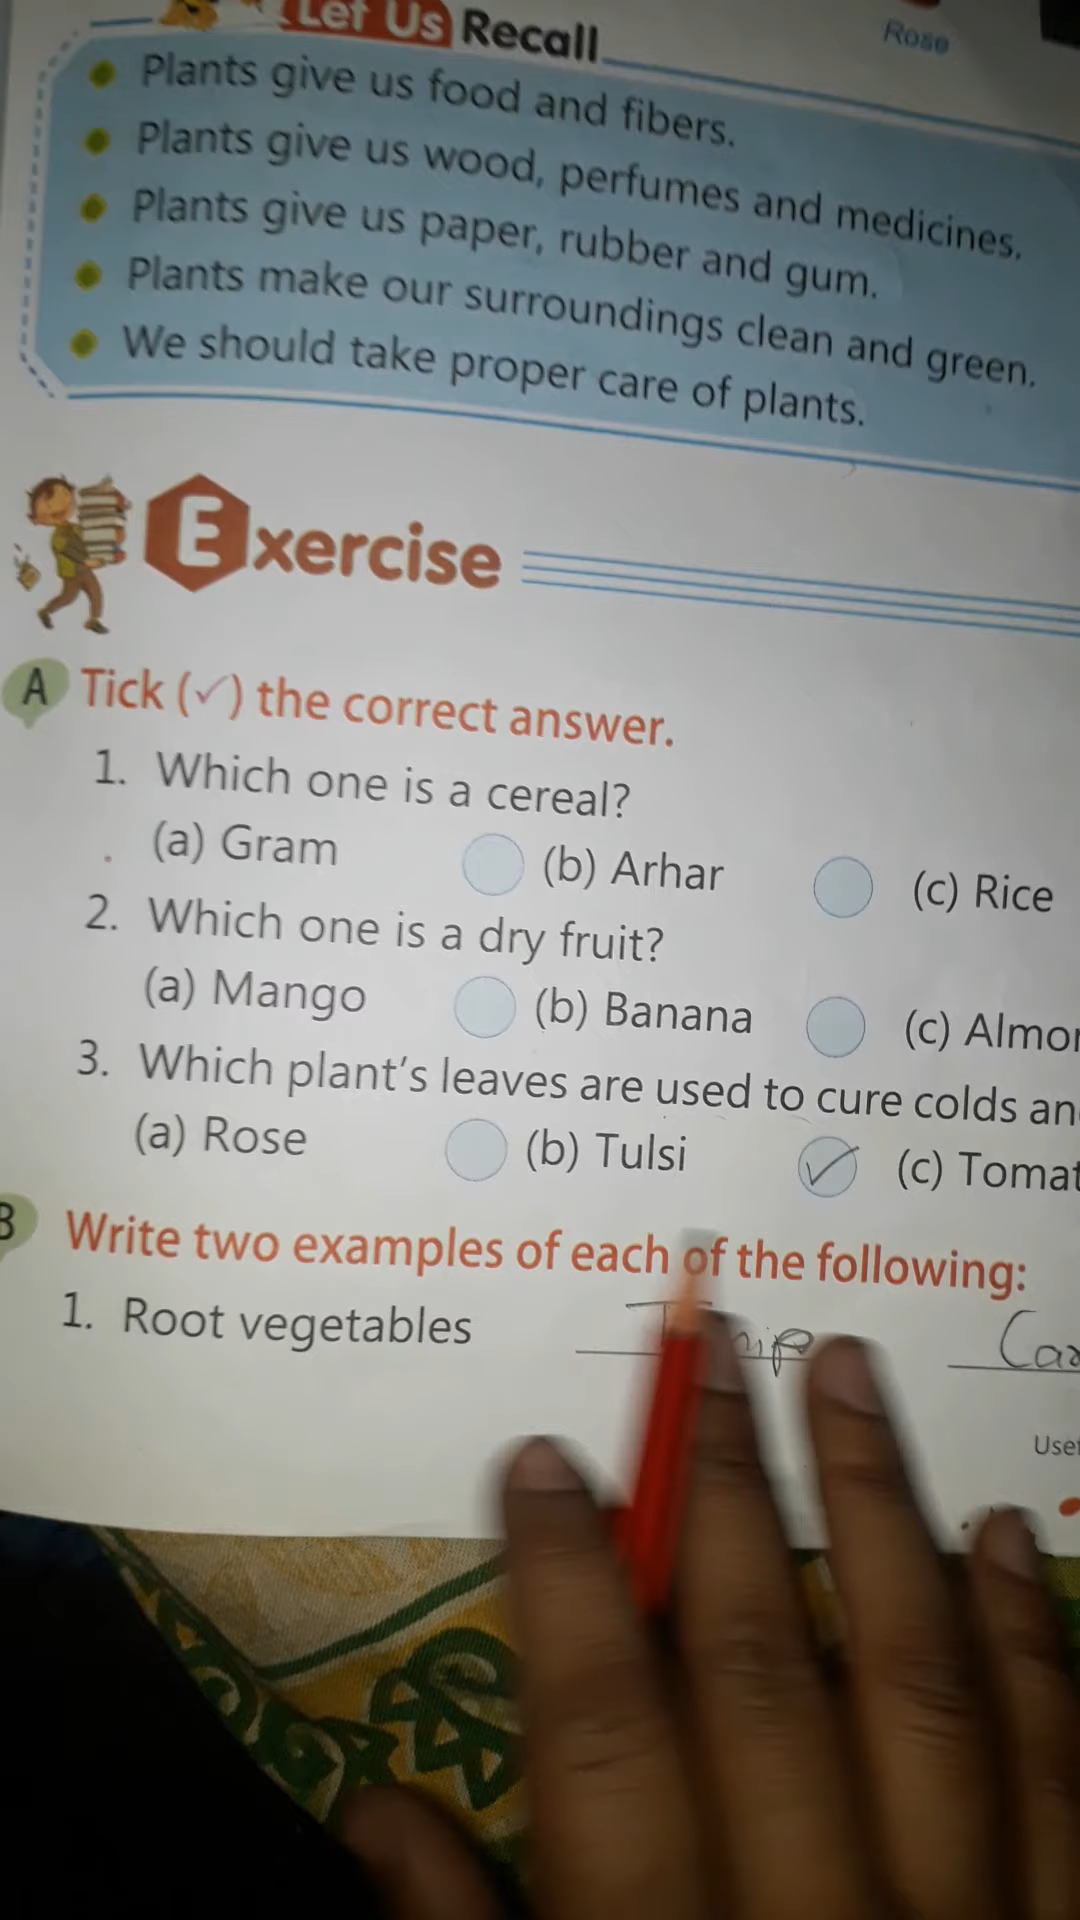 Rose
Let Us Recall
Plants give us food and fibers.
Plants give us wood, perfumes and medicines.
Plants give us paper, rubber and gum.
Plants make our surroundings clean and green.
We should take proper care of plants.
Exercise
A Tick (✓) the correct answer.
1. Which one is a cereal?
(a) Gram (b) Arhar (c) Rice
2. Which one is a dry fruit?
(a) Mango (b) Banana (c)
3. Which plant's leaves are used to cure colds
(a) Rose (b) Tulsi ✓ (c)
B Write two examples of each of the following:
1. Root vegetables